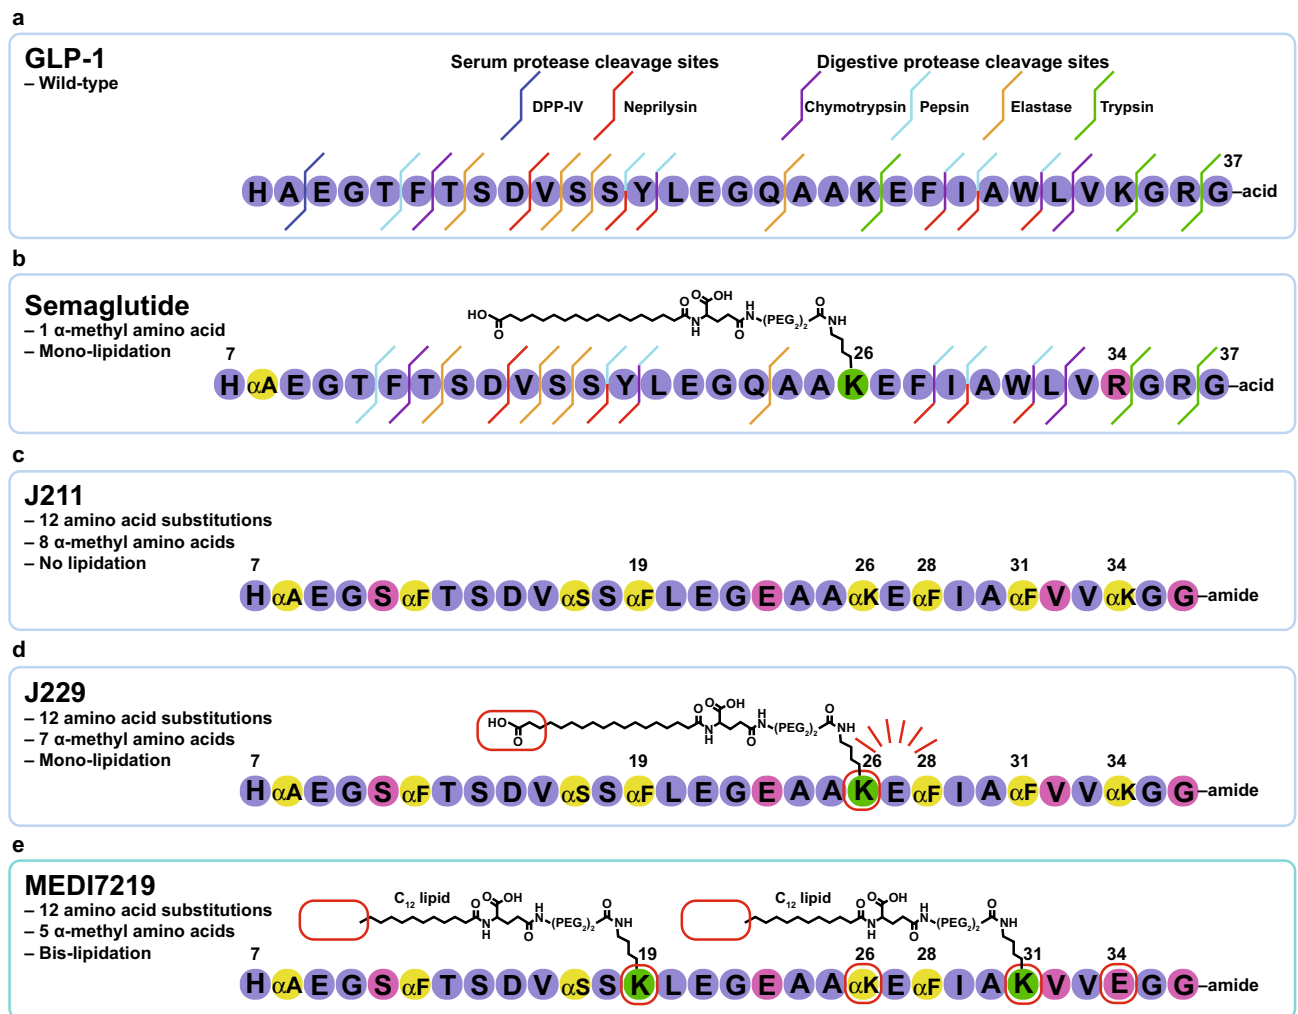 a
GLP-1
– Wild-type
Serum protease cleavage sites
Digestive protease cleavage sites
DPP-IV
Neprilysin
Chymotrypsin
Pepsin
Elastase
Trypsin
37
H A E G T F T S D V S S Y L E G Q A A K E F I A W L V K G R G –acid
b
Semaglutide
– 1 α-methyl amino acid
– Mono-lipidation
HO O O N H O OH O H N (PEG2)2 O NH
7 26 34 37
H αA E G T F T S D V S S Y L E G Q A A K E F I A W L V R G R G –acid
c
J211
– 12 amino acid substitutions
– 8 α-methyl amino acids
– No lipidation
7 19 26 28 31 34
H αA E G S αF T S D V αS S αF L E G E A A αK E αF I A αF V V αK G G –amide
d
J229
– 12 amino acid substitutions
– 7 α-methyl amino acids
– Mono-lipidation
HO O O N H O OH O H N (PEG2)2 O NH
7 19 26 28 31 34
H αA E G S αF T S D V αS S αF L E G E A A K E αF I A αF V V αK G G –amide
e
MEDI7219
– 12 amino acid substitutions
– 5 α-methyl amino acids
– Bis-lipidation
C12 lipid O N H O OH O H N (PEG2)2 O NH
C12 lipid O N H O OH O H N (PEG2)2 O NH
7 19 26 28 31 34
H αA E G S αF T S D V αS S K L E G E A A αK E αF I A K V V E G G –amide